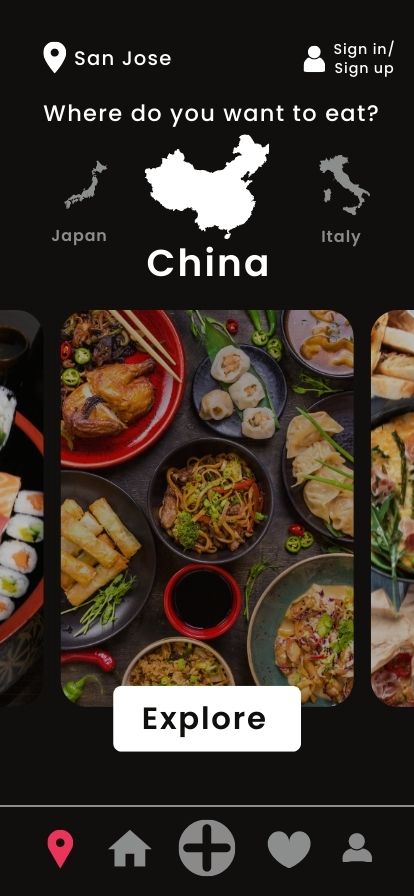 San Jose
Sign in/
Sign up
Where do you want to eat?
Japan
China
Italy
Explore